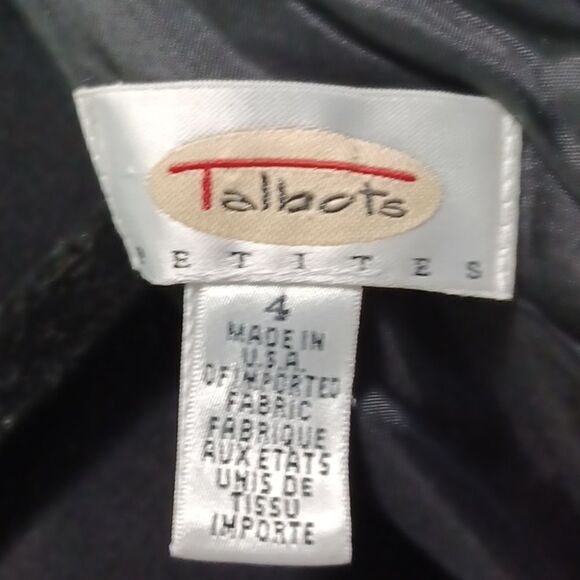 Talbots
PETITES
4
MADE IN
U.S.A.
OF IMPORTED
FABRIC
FABRIQUE
AUX ETATS
UNIS DE
TISSU
IMPORTE